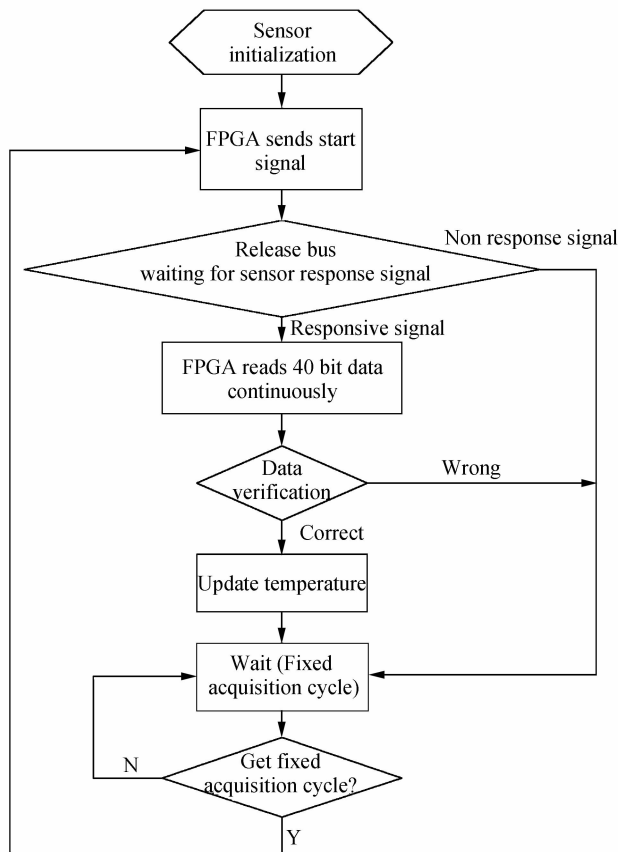 Sensor
initialization
FPGA sends start
signal
Release bus
waiting for sensor response signal
Non response signal
Responsive signal
FPGA reads 40 bit data
continuously
Data
verification
Wrong
Correct
Update temperature
Wait (Fixed
acquisition cycle)
Get fixed
acquisition cycle?
N
Y